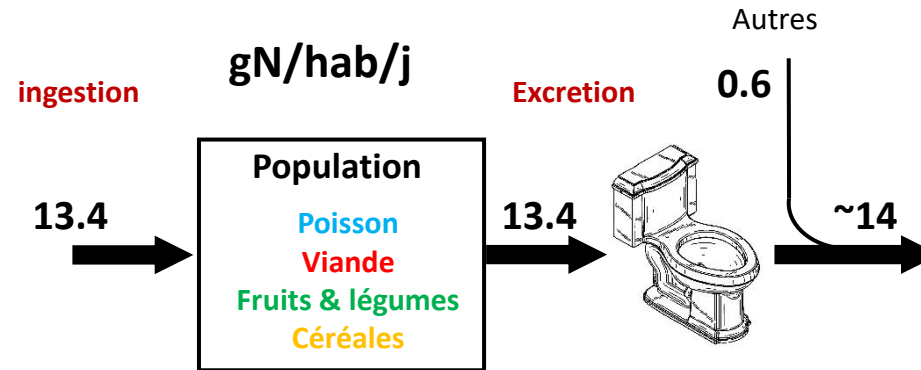 Autres
gN/hab/j
0.6
ingestion
Excretion
Population
13.4
Poisson
13.4
~14
Viande
Fruits & légumes
Céréales